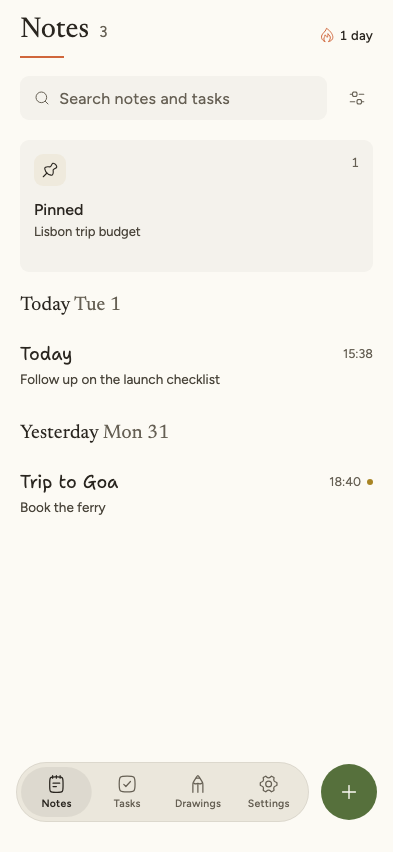 Notes 3
1 day
Search notes and tasks
1
Pinned
Lisbon trip budget
Today Tue 1
Today 15:38
Follow up on the launch checklist
Yesterday Mon 31
Trip to Goa 18:40
Book the ferry
Notes Tasks Drawings Settings